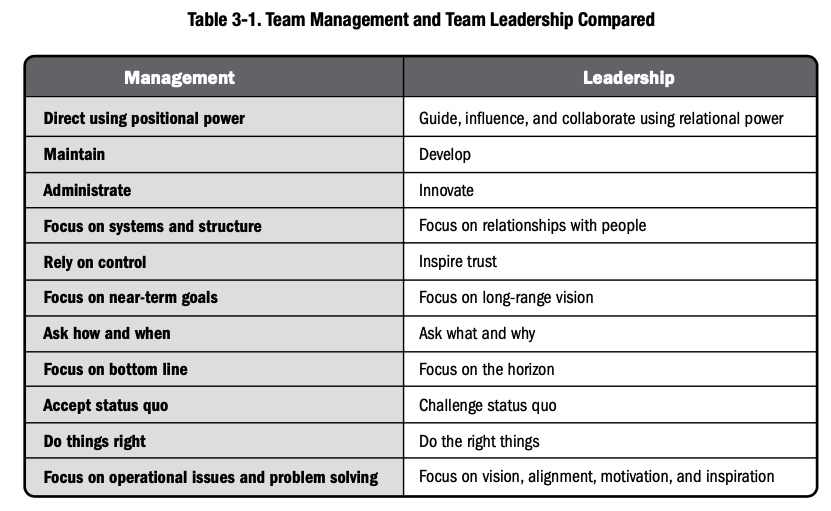 Table 3-1. Team Management and Team Leadership Compared
Management Leadership
Direct using positional power Guide, influence, and collaborate using relational power
Maintain Develop
Administrate Innovate
Focus on systems and structure Focus on relationships with people
Rely on control Inspire trust
Focus on near-term goals Focus on long-range vision
Ask how and when Ask what and why
Focus on bottom line Focus on the horizon
Accept status quo Challenge status quo
Do things right Do the right things
Focus on operational issues and problem solving Focus on vision, alignment, motivation, and inspiration